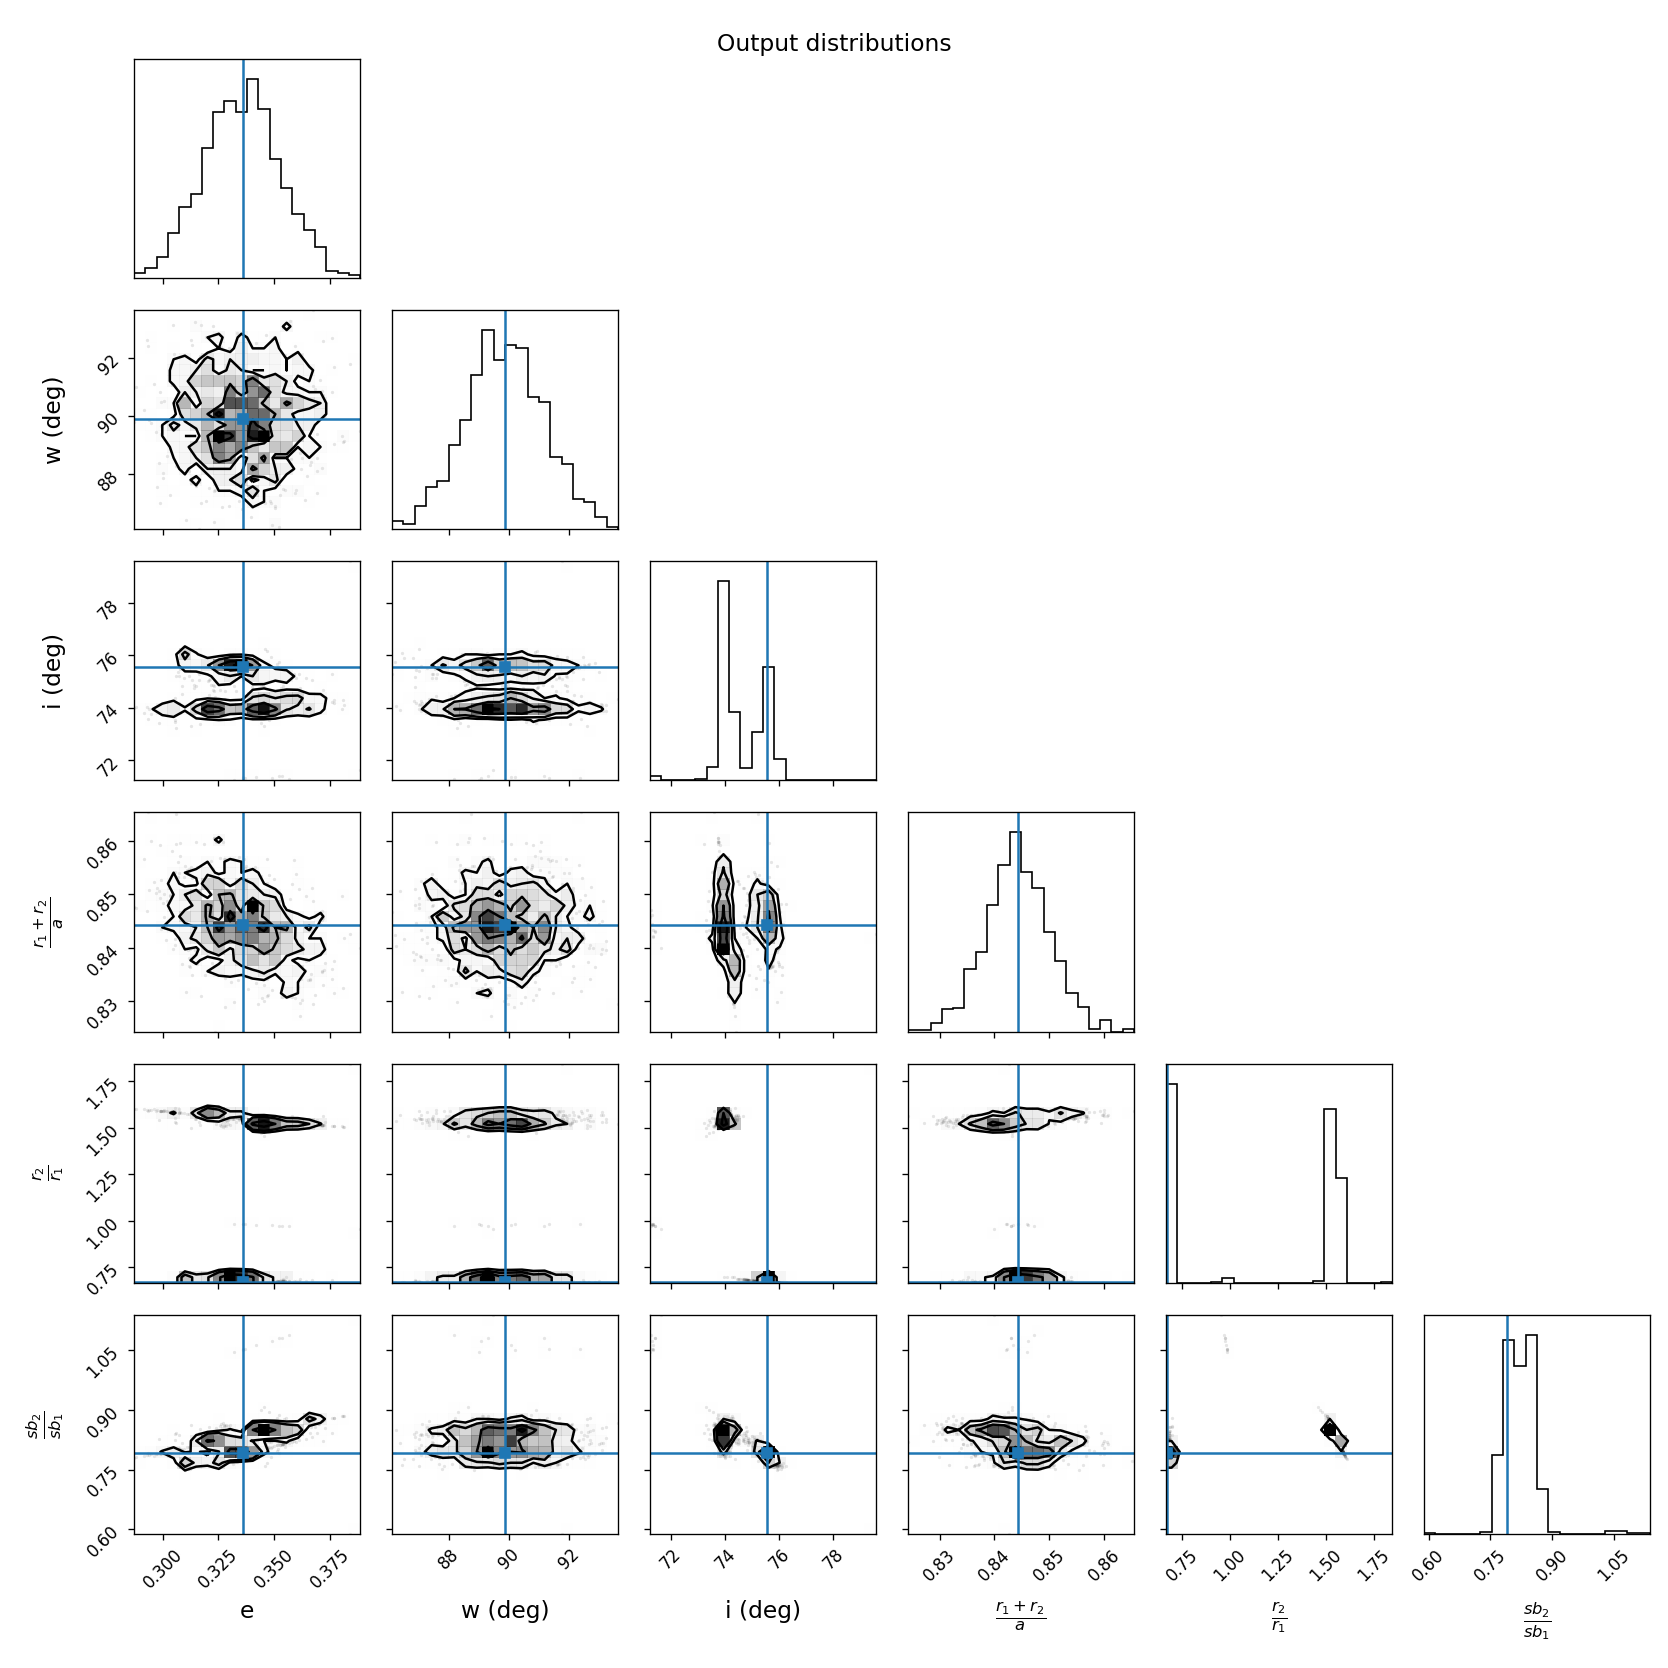 Output distributions
w (deg)
92
90
88
i (deg)
78
76
74
72
r₁ + r₂
a
0.86
0.85
0.84
0.83
r₂
r₁
1.75
1.50
1.25
1.00
0.75
sb₂
sb₁
1.05
0.90
0.75
0.60
0.300 0.325 0.350 0.375 88 90 92 72 74 76 78 0.83 0.84 0.85 0.86 0.75 1.00 1.25 1.50 1.75 0.60 0.75 0.90 1.05
e w (deg) i (deg) r₁ + r₂ r₂ sb₂
a r₁ sb₁